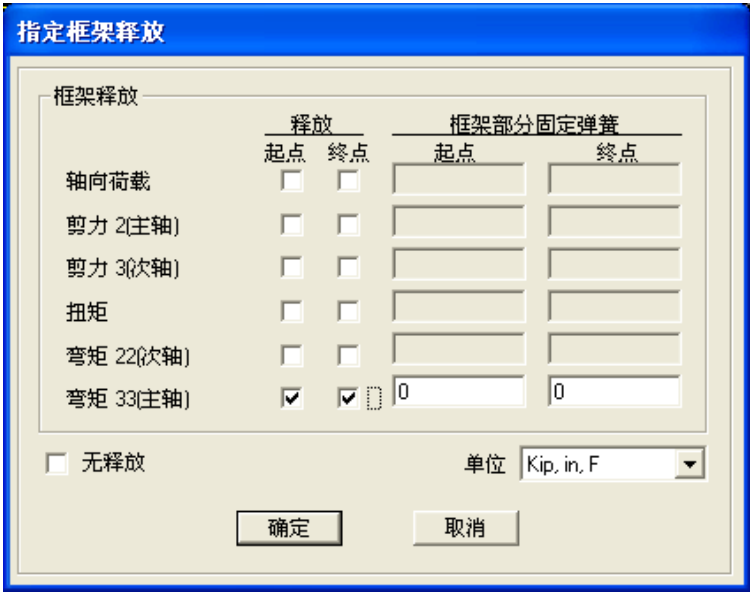 指定框架释放
框架释放
释放 框架部分固定弹簧
起点 终点 起点 终点
轴向荷载
剪力 2(主轴)
剪力 3(次轴)
扭矩
弯矩 22(次轴)
弯矩 33(主轴) 0 0
无释放 单位 Kip, in, F
确定 取消